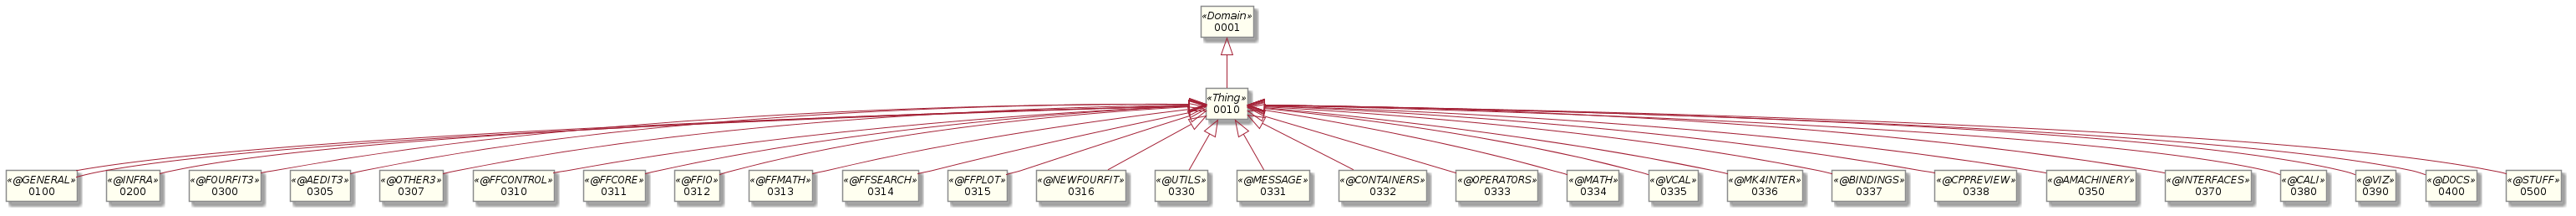 «Domain»
0001
«Thing»
0010
«@GENERAL»
0100
«@INFRA»
0200
«@FOURFIT3»
0300
«@AEDIT3»
0305
«@OTHER3»
0307
«@FFCONTROL»
0310
«@FFCORE»
0311
«@FFIO»
0312
«@FFMATH»
0313
«@FFSEARCH»
0314
«@FFPLOT»
0315
«@NEWFOURFIT»
0316
«@UTILS»
0330
«@MESSAGE»
0331
«@CONTAINERS»
0332
«@OPERATORS»
0333
«@MATH»
0334
«@VCAL»
0335
«@MK4INTER»
0336
«@BINDINGS»
0337
«@CPPREVIEW»
0338
«@AMACHINERY»
0350
«@INTERFACES»
0370
«@CALI»
0380
«@VIZ»
0390
«@DOCS»
0400
«@STUFF»
0500